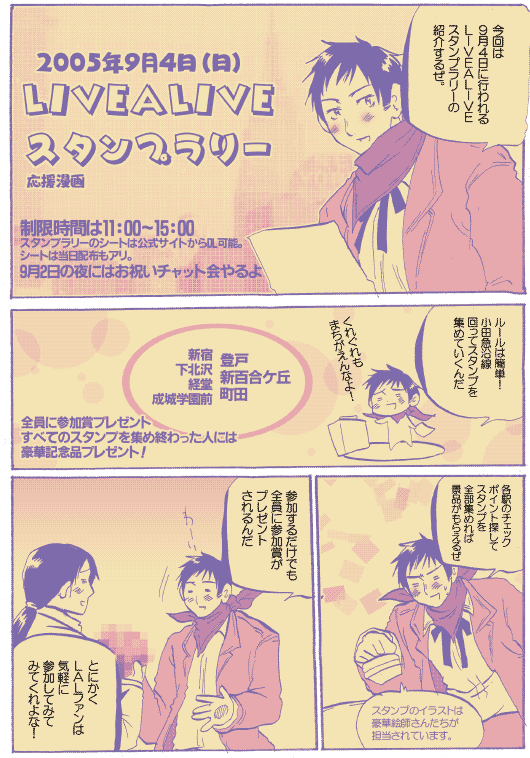 今回は
9月4日に行われる
LIVEALIVE
スタンプラリーの
紹介するぜ。
2005年9月4日(日)
LIVEALIVE
スタンプラリー
応援漫画
制限時間は11:00〜15:00
スタンプラリーのシートは公式サイトからDL可能。
シートは当日配布もアリ。
9月2日の夜にはお祝いチャット会やるよ
ルールは簡単!
小田急沿線
回ってスタンプを
集めていくんだ
くれぐれも
まちがえんなよ!
新宿
下北沢
経堂
成城学園前
登戸
新百合ケ丘
町田
全員に参加賞プレゼント
すべてのスタンプを集め終わった人には
豪華記念品プレゼント!
各駅のチェック
ポイント探して
スタンプを
全部集めれば
景品がもらえるぜ
スタンプのイラストは
豪華絵師さんたちが
担当されています。
参加するだけでも
全員に参加賞が
プレゼント
されるんだ
わーい
とにかく
LALファンは
気軽に
参加してみて
みてくれよな!